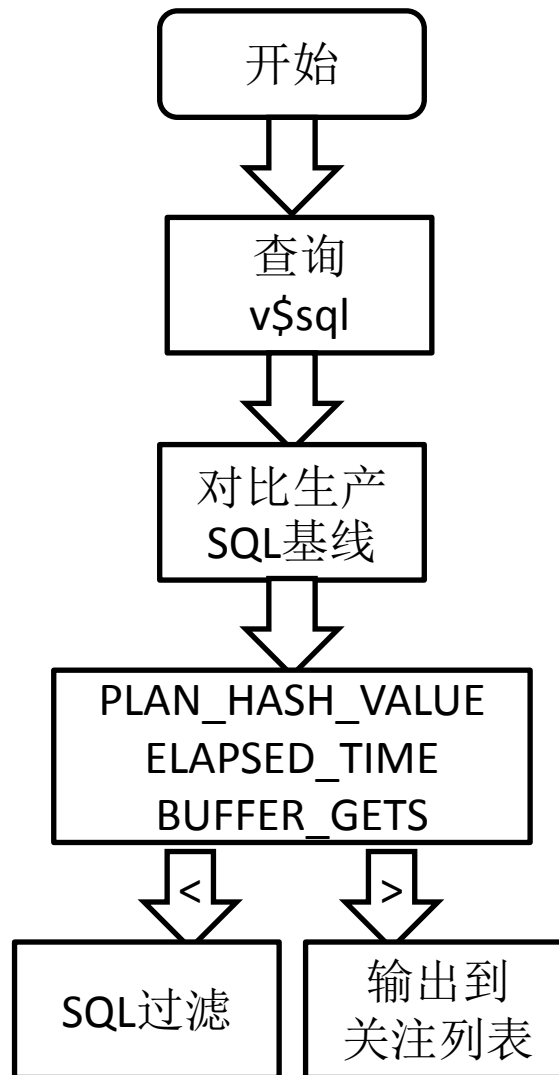 开始
查询
v$sql
对比生产
SQL基线
PLAN_HASH_VALUE
ELAPSED_TIME
BUFFER_GETS
<
>
SQL过滤
输出到
关注列表